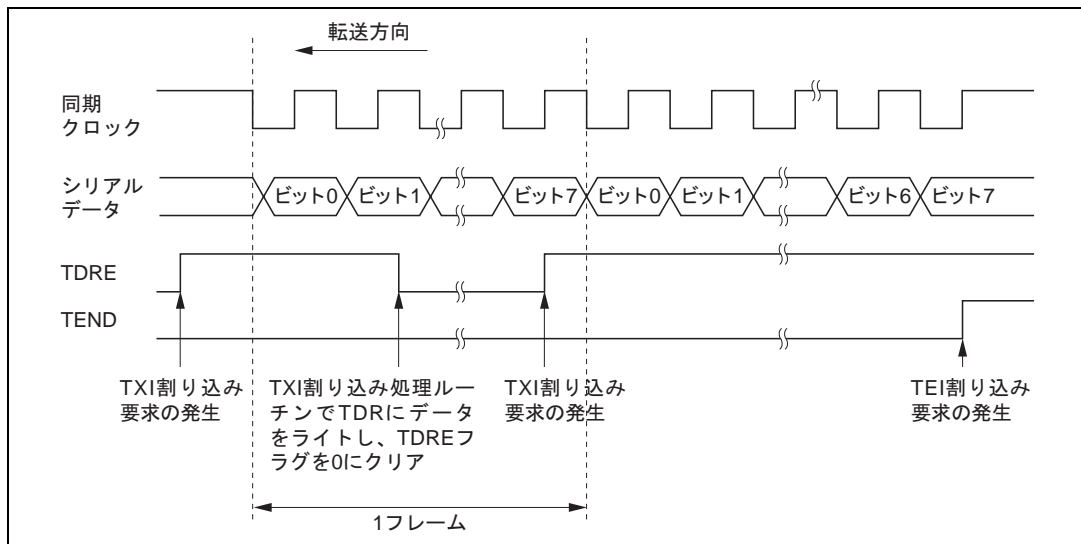 転送方向
同期
クロック
シリアル
データ
ビット0 ビット1 ビット7 ビット0 ビット1 ビット6 ビット7
TDRE
TEND
TXI割り込み
要求の発生
TXI割り込み処理ルー
チンでTDRにデータ
をライトし、TDREフ
ラグを0にクリア
TXI割り込み
要求の発生
TEI割り込み
要求の発生
1フレーム